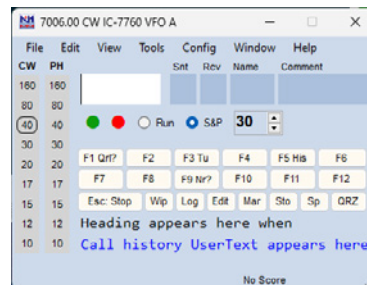 7006.00 CW IC-7760 VFO A
File Edit View Tools Config Window Help
CW PH Snt Rcv Name Comment
160 160
80 80
40 40 Run S&P 30
30 30
20 20 F1 Qrl? F2 F3 Tu F4 F5 His F6
17 17 F7 F8 F9 Nr? F10 F11 F12
15 15 Esc: Stop Wip Log Edit Mar Sto Sp QRZ
12 12 Heading appears here when
10 10 Call history UserText appears here
No Score